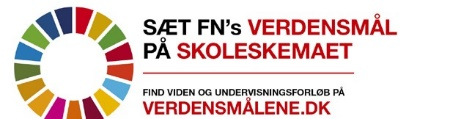 SÆT FN's VERDENSMÅL
PÅ SKOLESKEMAET
FIND VIDEN OG UNDERVISNINGSFORLØB PÅ
VERDENSMÅLENE.DK